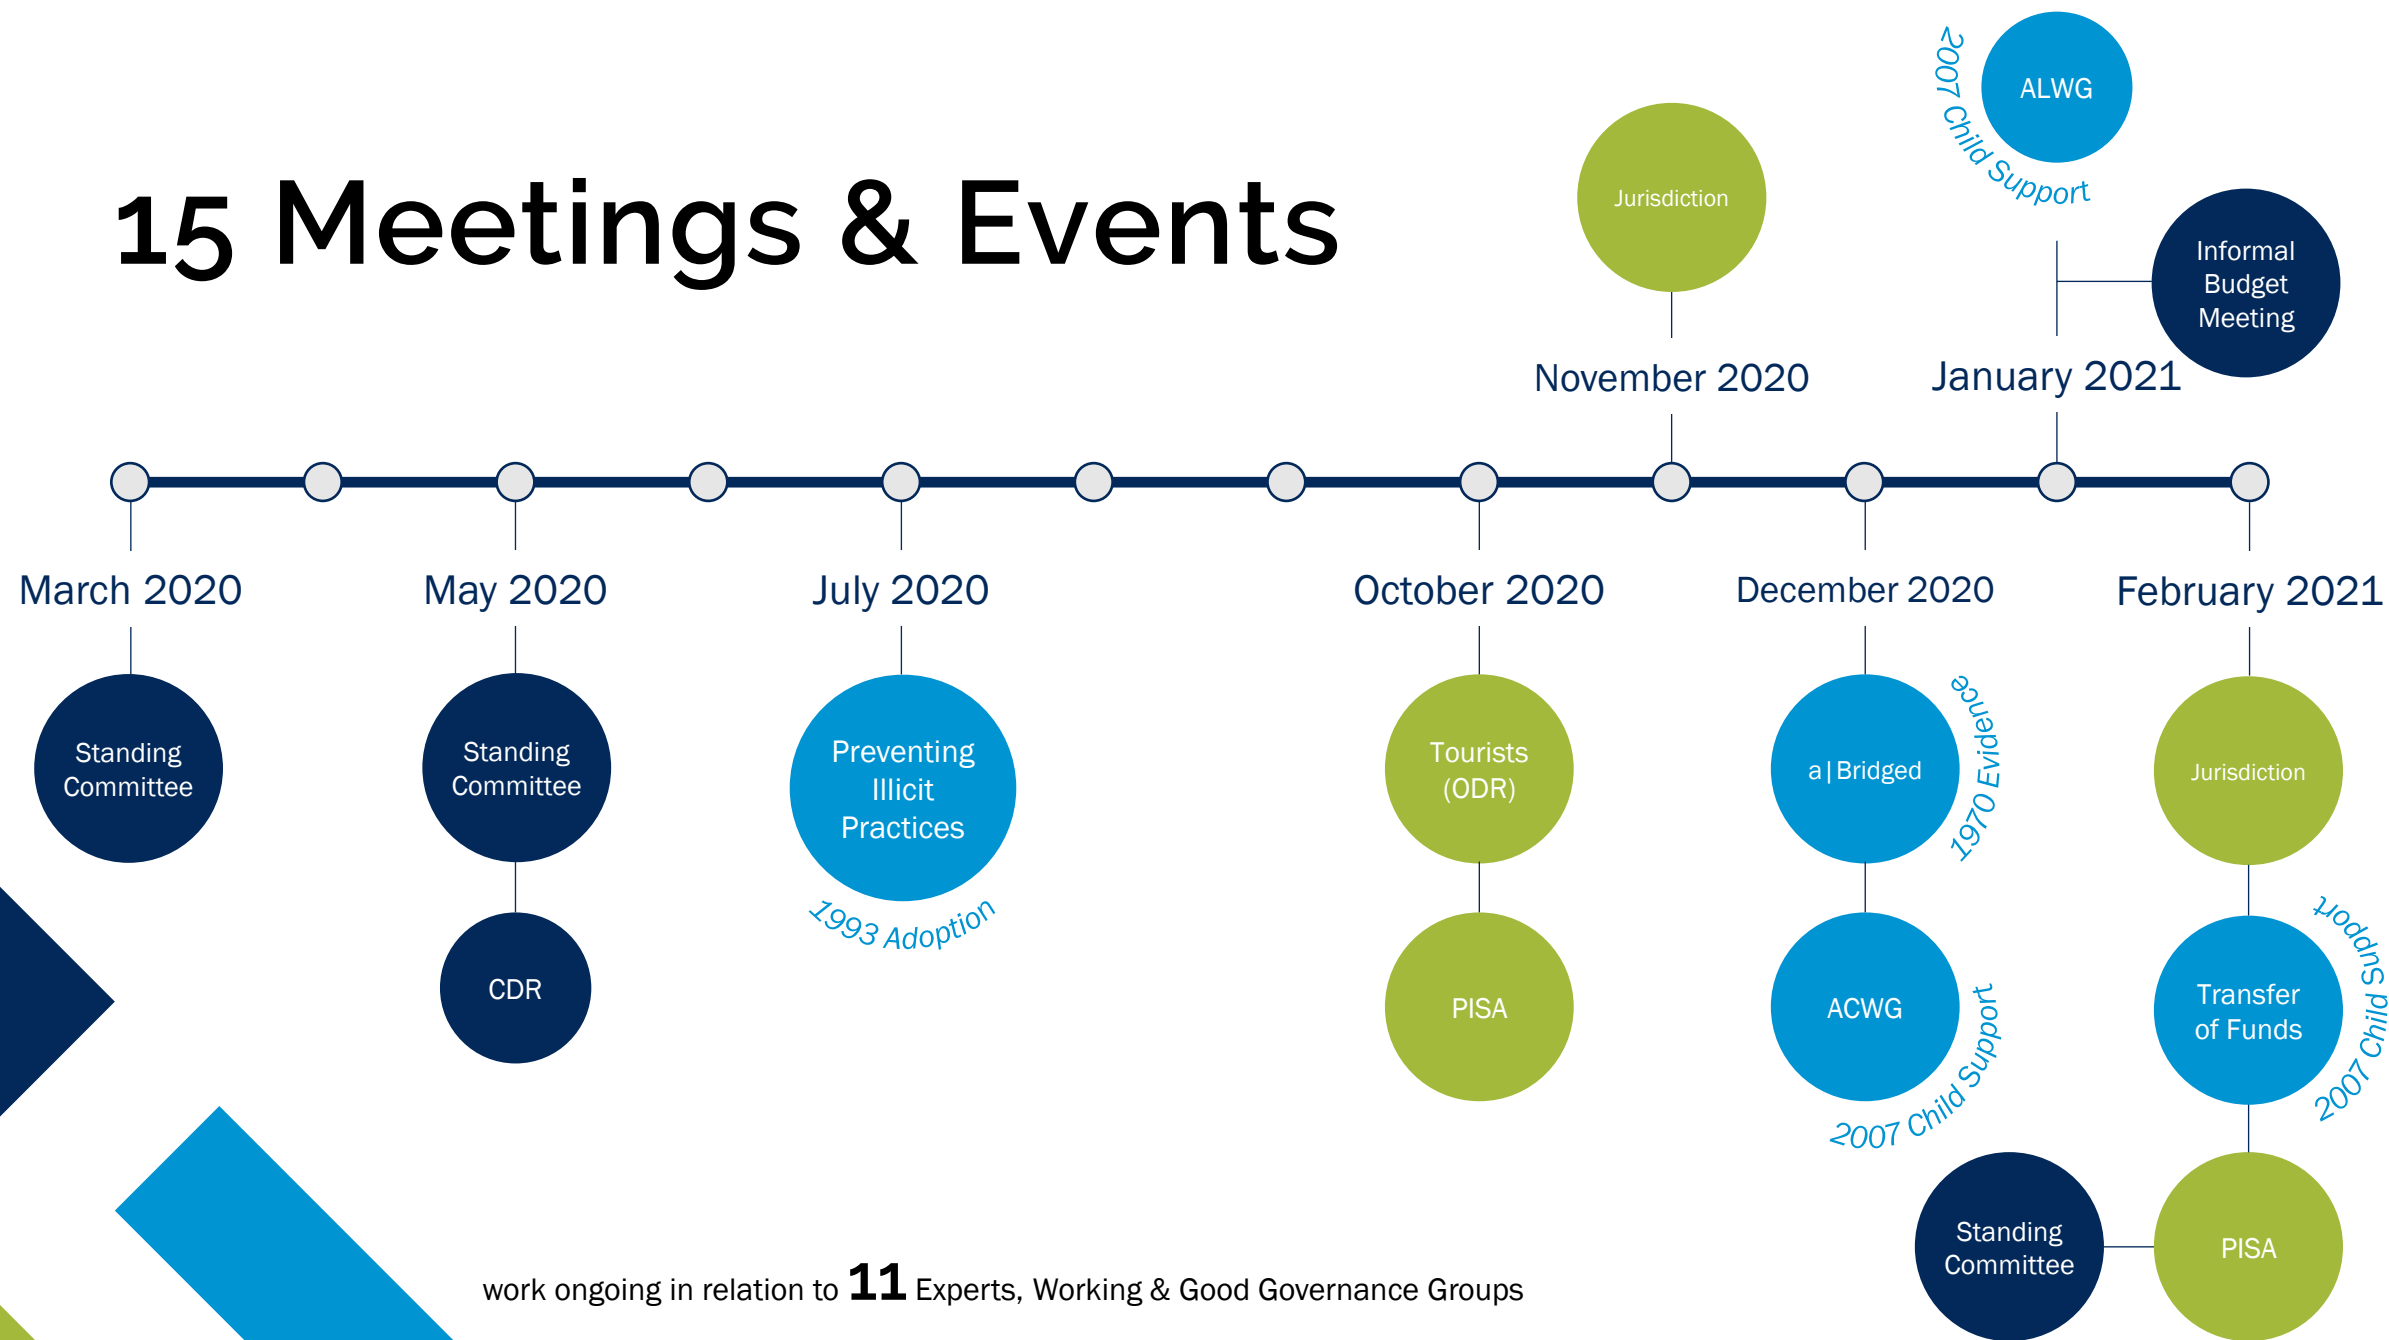 15 Meetings & Events
2007 Child Support
ALWG
Jurisdiction
Informal
Budget
Meeting
November 2020
January 2021
March 2020
May 2020
July 2020
October 2020
December 2020
February 2021
Standing
Committee
Standing
Committee
CDR
Preventing
Illicit
Practices
1993 Adoption
Tourists
(ODR)
PISA
a|Bridged
1970 Evidence
ACWG
2007 Child Support
Jurisdiction
Transfer
of Funds
2007 Child Support
Standing
Committee
PISA
work ongoing in relation to 11 Experts, Working & Good Governance Groups